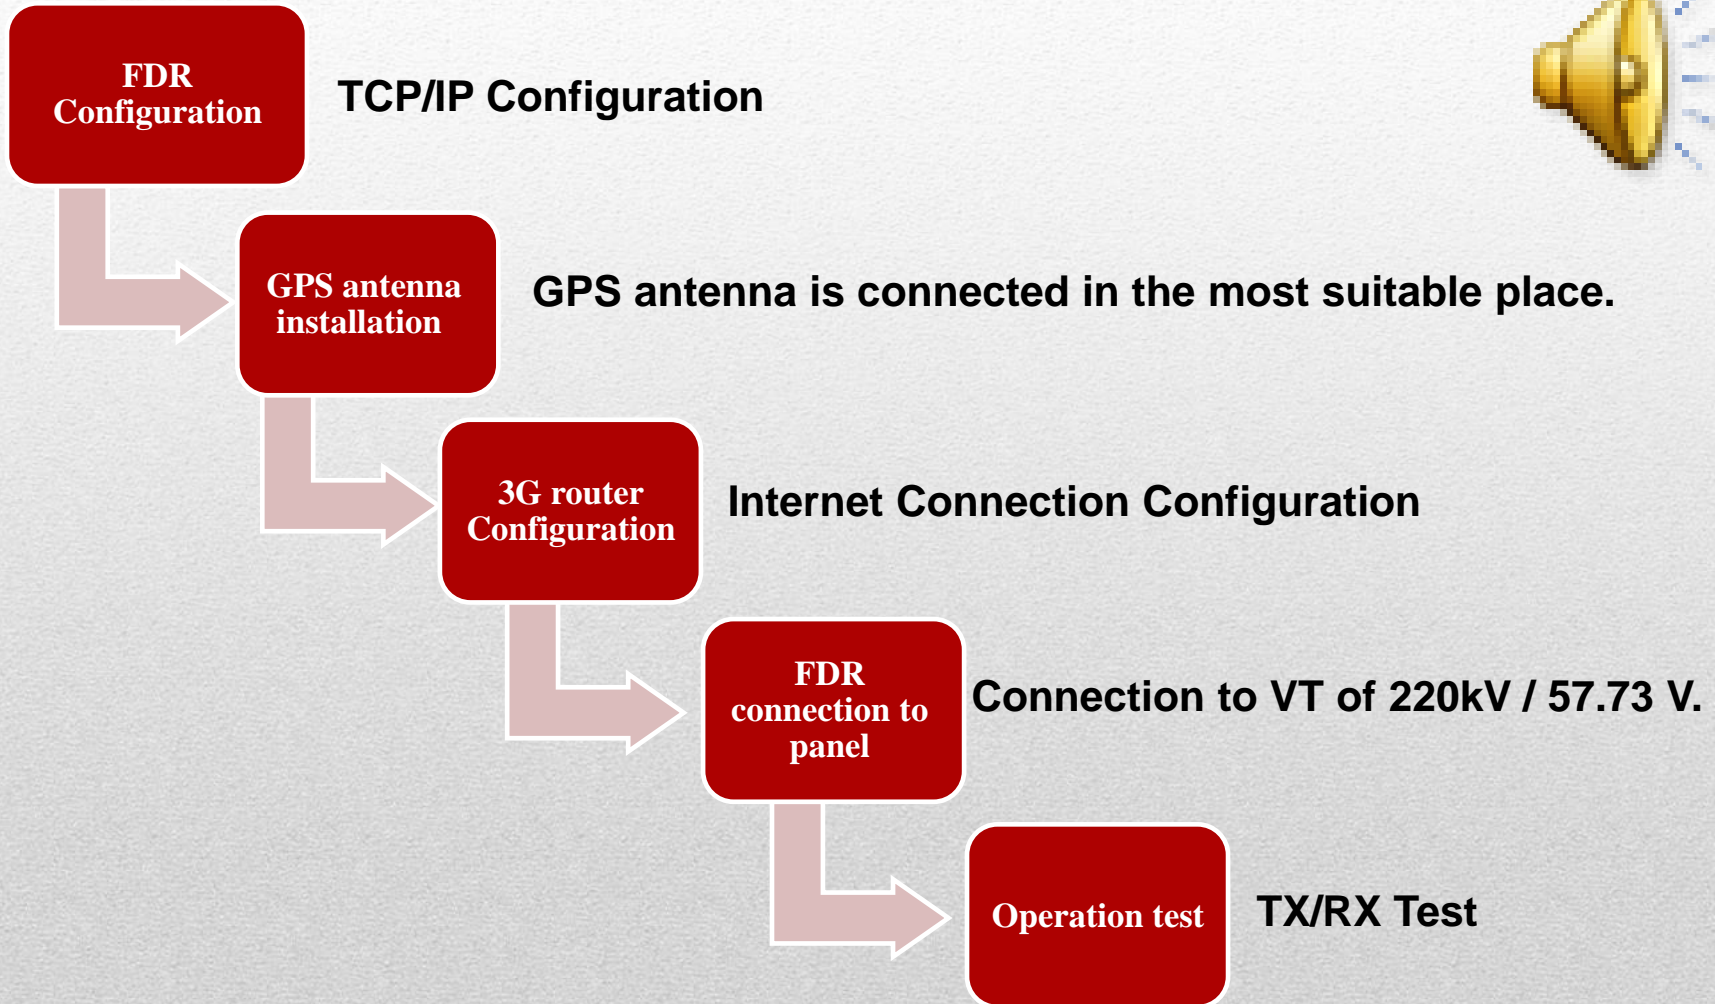 FDR
Configuration
TCP/IP Configuration
GPS antenna
installation
GPS antenna is connected in the most suitable place.
3G router
Configuration
Internet Connection Configuration
FDR
connection to
panel
Connection to VT of 220kV / 57.73 V.
Operation test
TX/RX Test